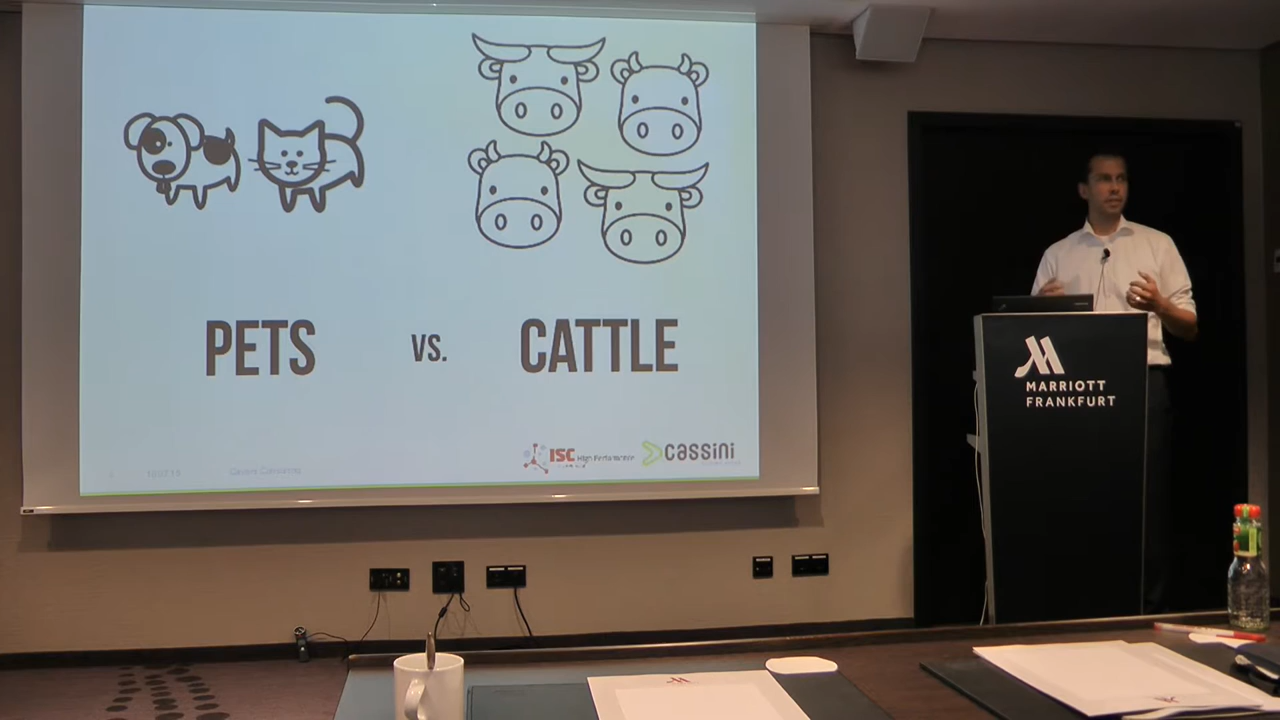 PETS VS. CATTLE
ISC High Performance
cassini
MARRIOTT
FRANKFURT